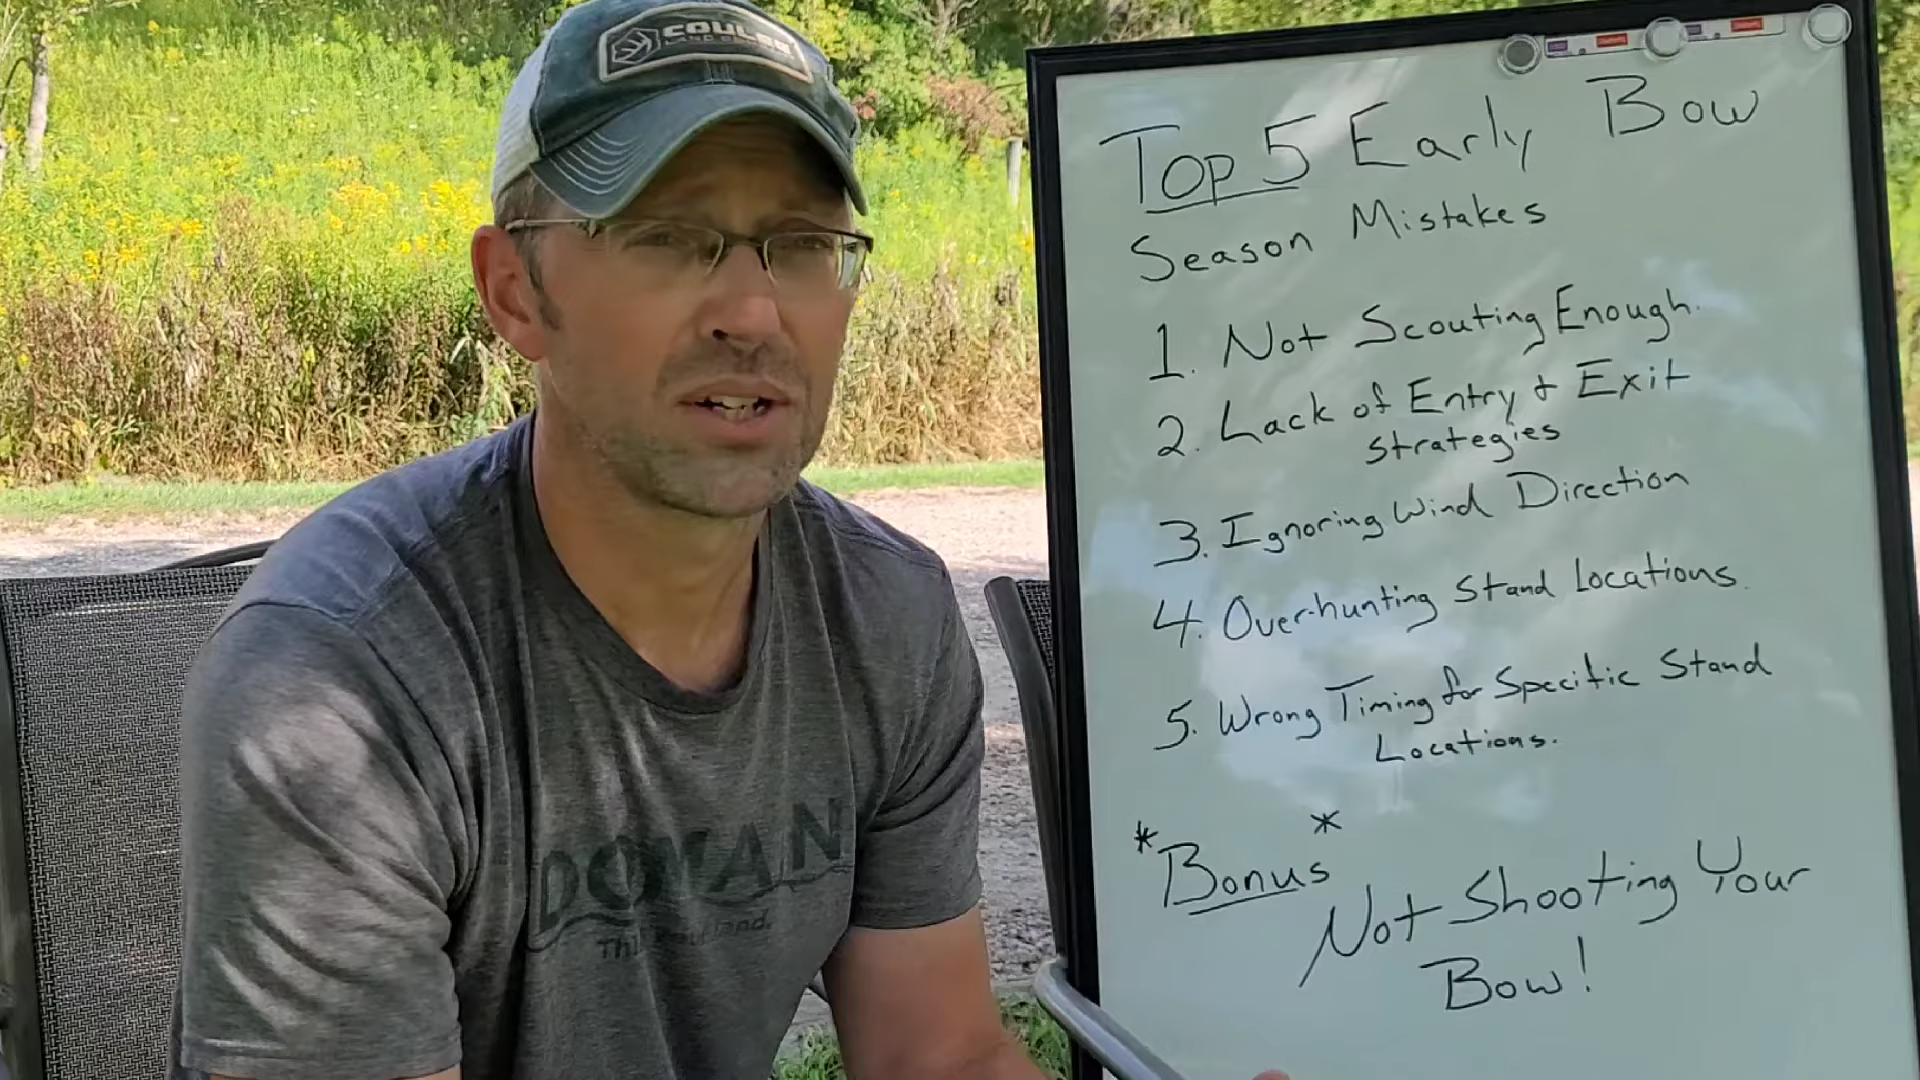 COULEE
LAND
Top 5 Early Bow
Season Mistakes
1. Not Scouting Enough.
2. Lack of Entry + Exit
strategies
3. Ignoring Wind Direction
4. Over-hunting Stand Locations.
5. Wrong Timing for Specific Stand
Locations.
*Bonus*
Not Shooting Your
Bow!
DOMAIN